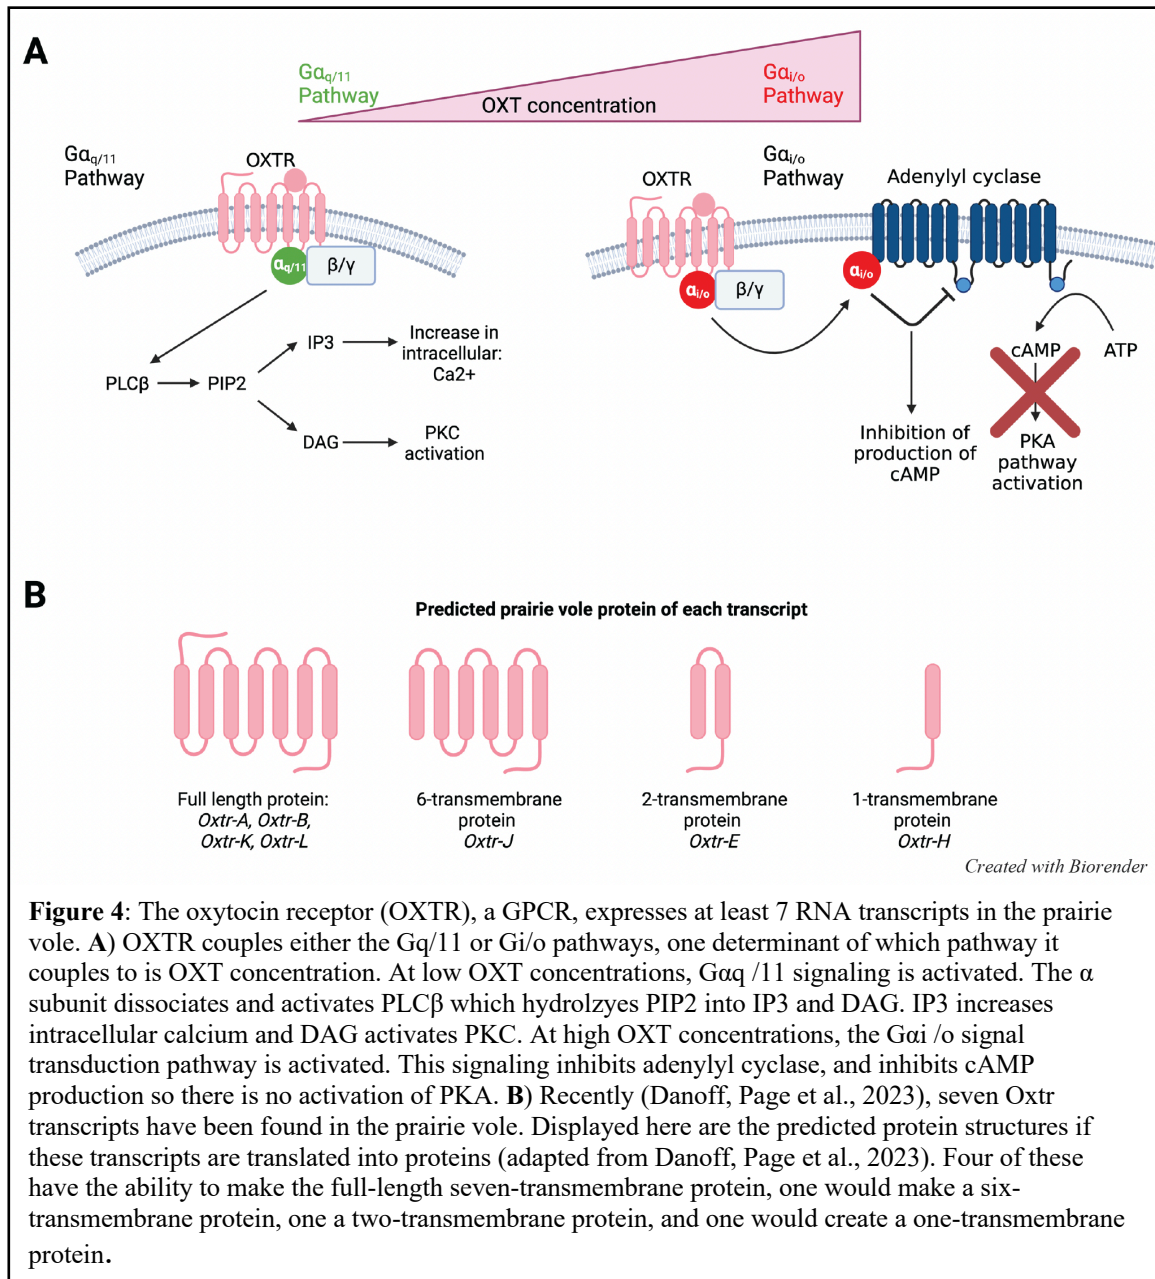 A
Gαq/11
Pathway
OXT concentration
Gαi/o
Pathway
Gαq/11
Pathway
OXTR
αq/11
β/γ
PLCβ
PIP2
IP3
Increase in
intracellular:
Ca2+
DAG
PKC
activation
OXTR
Gαi/o
Pathway
Adenylyl cyclase
αi/o
β/γ
αi/o
Inhibition of
production of
cAMP
cAMP
ATP
PKA
pathway
activation
B
Predicted prairie vole protein of each transcript
Full length protein:
Oxtr-A, Oxtr-B,
Oxtr-K, Oxtr-L
6-transmembrane
protein
Oxtr-J
2-transmembrane
protein
Oxtr-E
1-transmembrane
protein
Oxtr-H
Created with Biorender
Figure 4: The oxytocin receptor (OXTR), a GPCR, expresses at least 7 RNA transcripts in the prairie
vole. A) OXTR couples either the Gq/11 or Gi/o pathways, one determinant of which pathway it
couples to is OXT concentration. At low OXT concentrations, Gαq /11 signaling is activated. The α
subunit dissociates and activates PLCβ which hydrolzyes PIP2 into IP3 and DAG. IP3 increases
intracellular calcium and DAG activates PKC. At high OXT concentrations, the Gαi /o signal
transduction pathway is activated. This signaling inhibits adenylyl cyclase, and inhibits cAMP
production so there is no activation of PKA. B) Recently (Danoff, Page et al., 2023), seven Oxtr
transcripts have been found in the prairie vole. Displayed here are the predicted protein structures if
these transcripts are translated into proteins (adapted from Danoff, Page et al., 2023). Four of these
have the ability to make the full-length seven-transmembrane protein, one would make a six-
transmembrane protein, one a two-transmembrane protein, and one would create a one-transmembrane
protein.